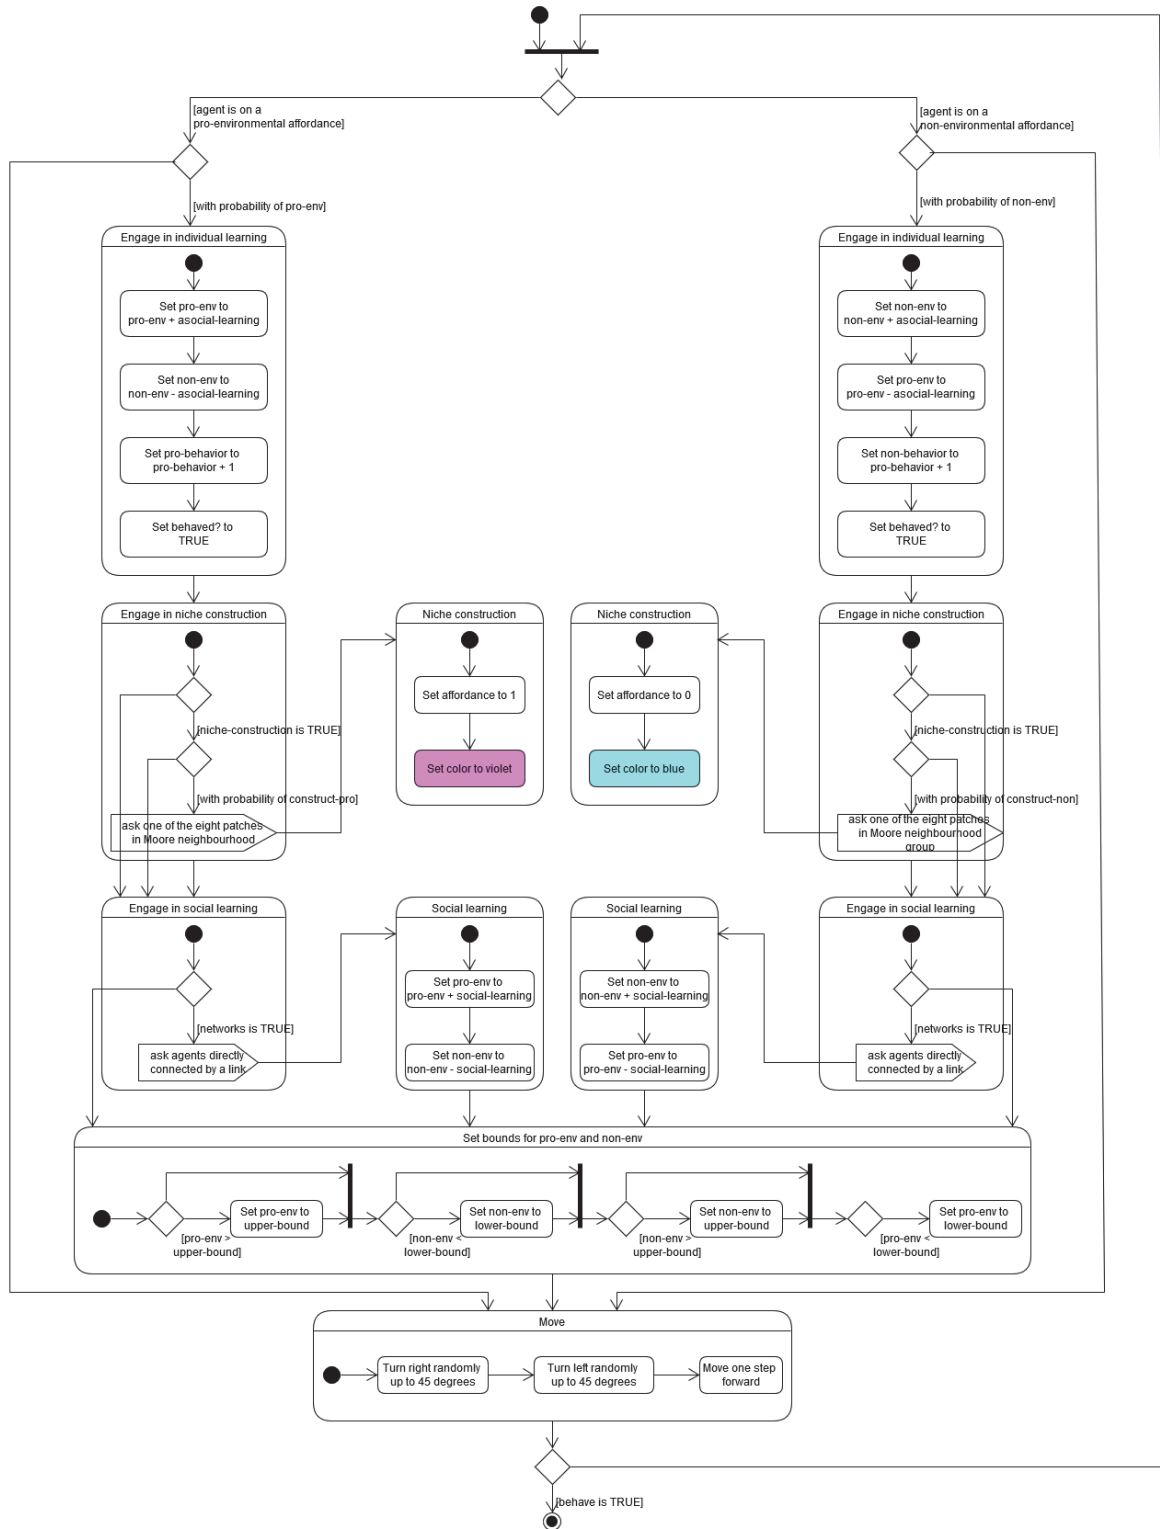 [agent is on a
pro-environmental affordance]
[agent is on a
non-environmental affordance]
[with probability of pro-env]
[with probability of non-env]
Engage in individual learning
Set pro-env to
pro-env + asocial-learning
Set non-env to
non-env - asocial-learning
Set pro-behavior to
pro-behavior + 1
Set behaved? to
TRUE
Engage in individual learning
Set non-env to
non-env + asocial-learning
Set pro-env to
pro-env - asocial-learning
Set non-behavior to
pro-behavior + 1
Set behaved? to
TRUE
Engage in niche construction
[niche-construction is TRUE]
[with probability of construct-pro]
ask one of the eight patches
in Moore neighbourhood
Niche construction
Set affordance to 1
Set color to violet
Niche construction
Set affordance to 0
Set color to blue
Engage in niche construction
[niche-construction is TRUE]
[with probability of construct-non]
ask one of the eight patches
in Moore neighbourhood
group
Engage in social learning
[networks is TRUE]
ask agents directly
connected by a link
Social learning
Set pro-env to
pro-env + social-learning
Set non-env to
non-env - social-learning
Social learning
Set non-env to
non-env + social-learning
Set pro-env to
pro-env - social-learning
Engage in social learning
[networks is TRUE]
ask agents directly
connected by a link
Set bounds for pro-env and non-env
Set pro-env to
upper-bound
[pro-env >
upper-bound]
Set non-env to
lower-bound
[non-env <
lower-bound]
Set non-env to
upper-bound
[non-env >
upper-bound]
Set pro-env to
lower-bound
[pro-env <
lower-bound]
Move
Turn right randomly
up to 45 degrees
Turn left randomly
up to 45 degrees
Move one step
forward
[behave is TRUE]